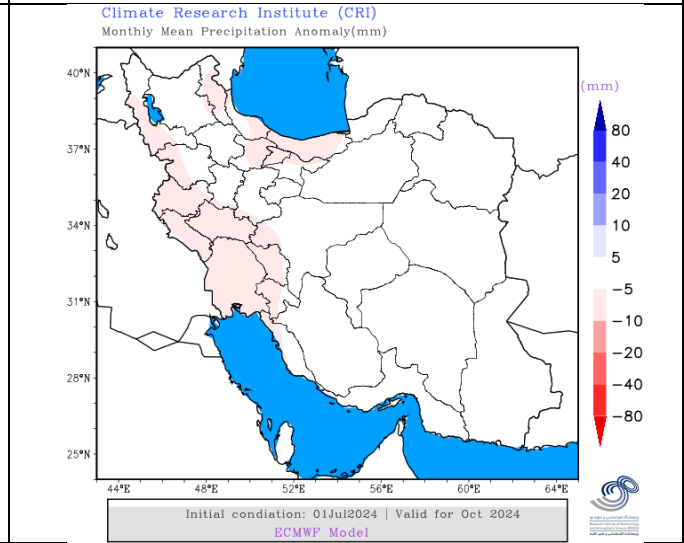 Climate Research Institute (CRI)
Monthly Mean Precipitation Anomaly(mm)
(mm)
40°N
37°N
34°N
31°N
28°N
25°N
44°E
48°E
52°E
56°E
60°E
64°E
80
40
20
10
5
−5
−10
−20
−40
−80
Initial condiation: 01Jul2024 | Valid for Oct 2024
ECMWF Model